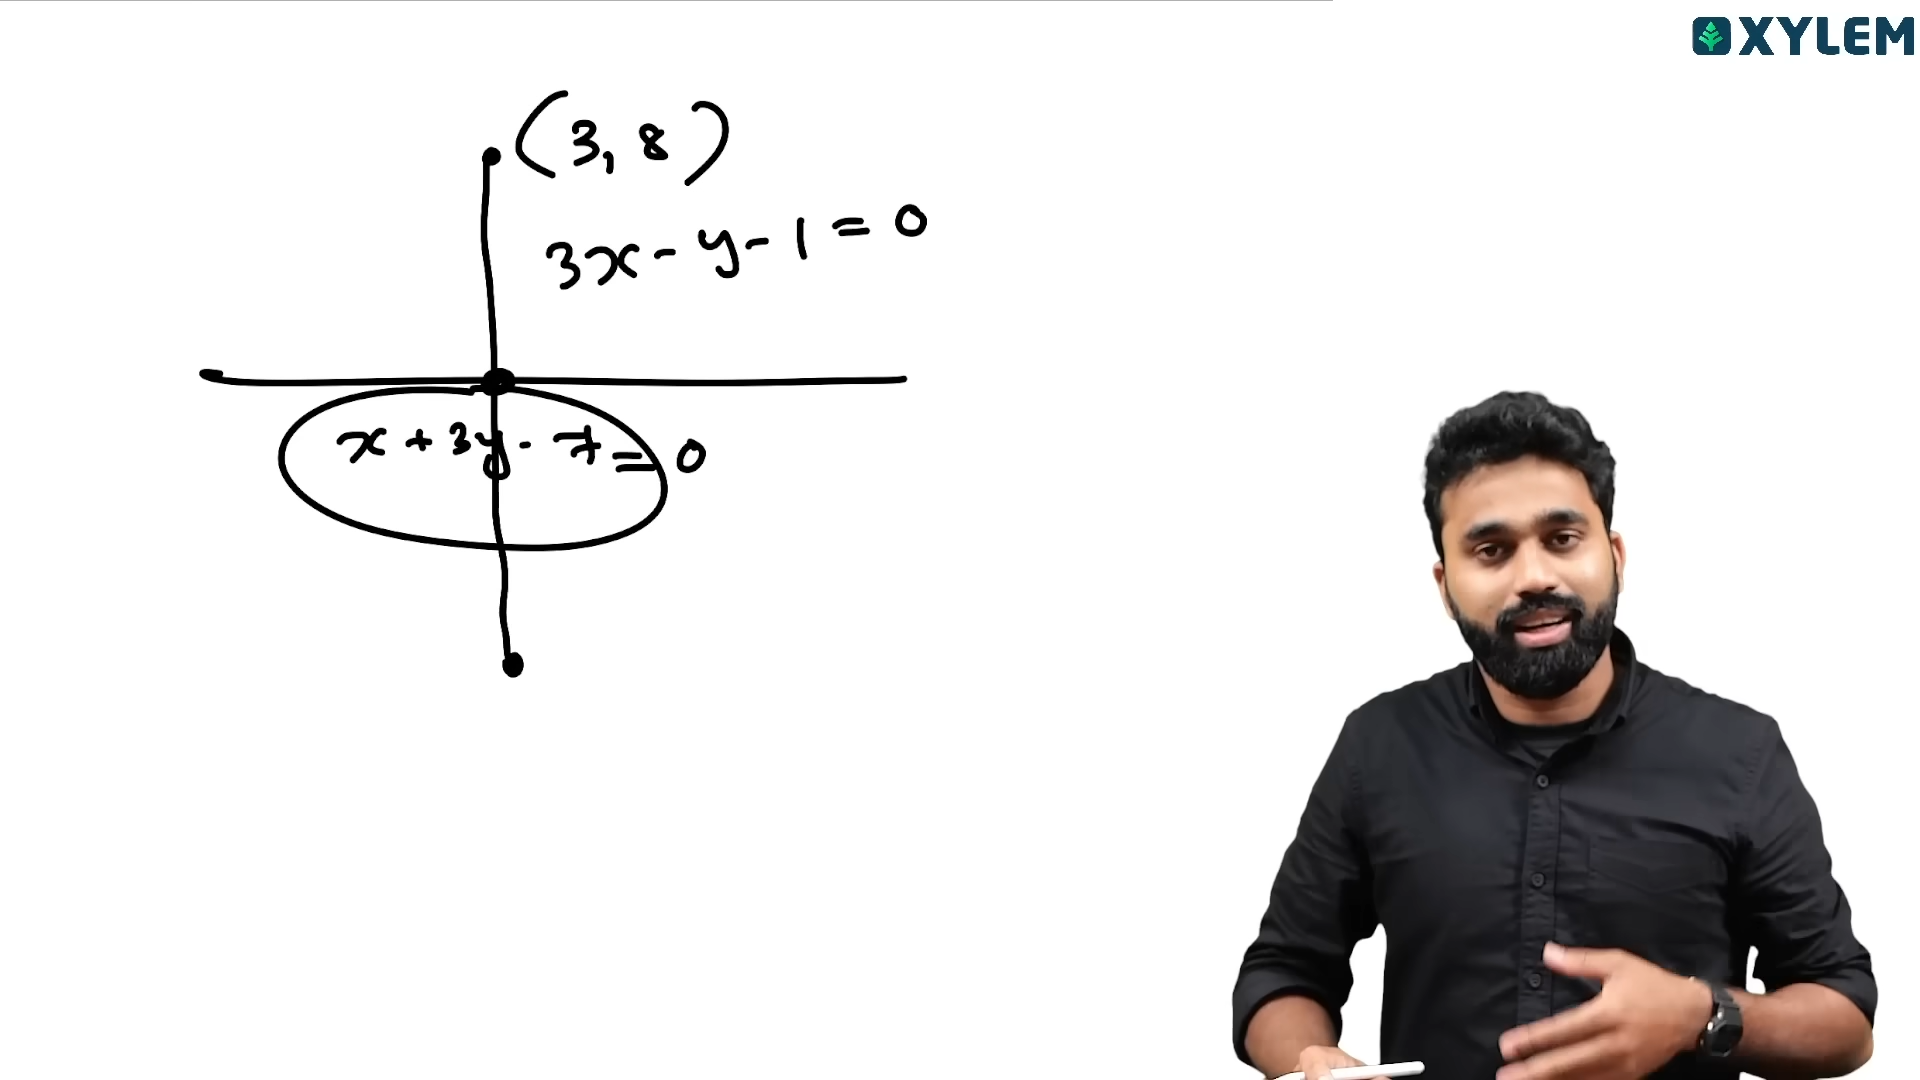 XYLEM
(3, 8)
3x - y - 1 = 0
x + 3y - 7 = 0